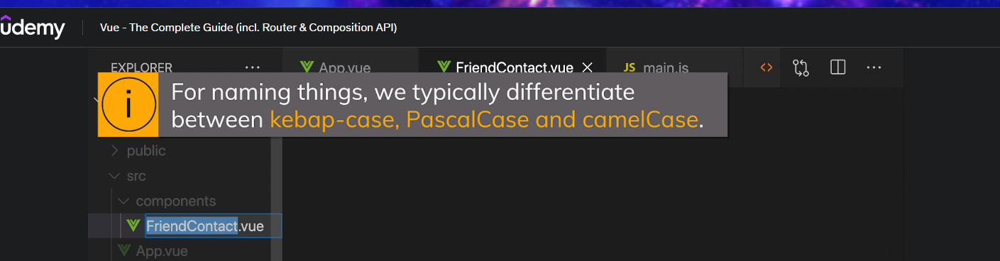 ûdemy
Vue - The Complete Guide (incl. Router & Composition API)
EXPLORER ···
App.vue
FriendContact.vue
JS main.js
i
For naming things, we typically differentiate
between kebap-case, PascalCase and camelCase.
public
src
components
FriendContact.vue
App.vue